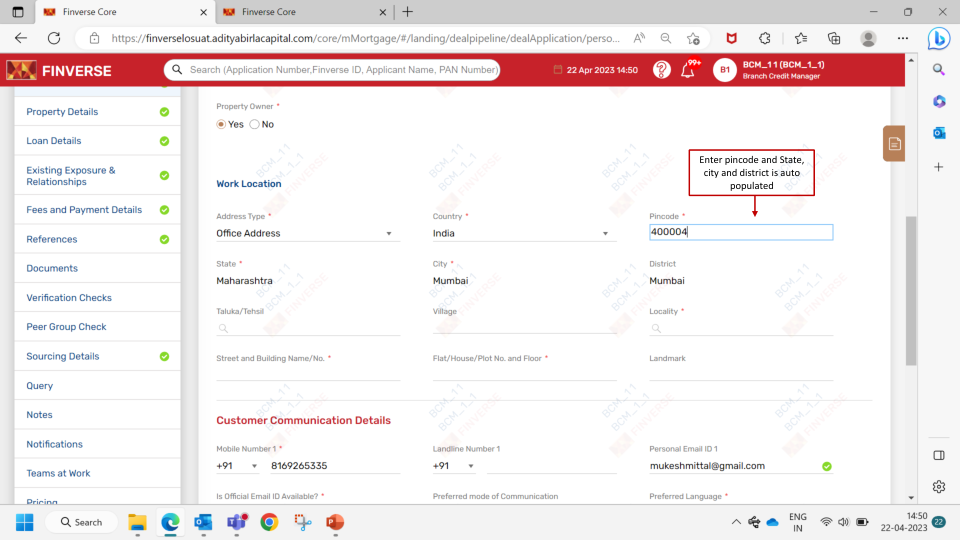 Finverse Core
Finverse Core
https://finverselosuat.adityabirlacapital.com/core/mMortgage/#/landing/dealpipeline/dealApplication/perso...
FINVERSE
Search (Application Number,Finverse ID, Applicant Name, PAN Number)
22 Apr 2023 14:50
99+
B1
BCM_1 1 (BCM_1_1)
Branch Credit Manager
Property Details
Loan Details
Existing Exposure &
Relationships
Fees and Payment Details
References
Documents
Verification Checks
Peer Group Check
Sourcing Details
Query
Notes
Notifications
Teams at Work
Pricing
Property Owner *
Yes No
Enter pincode and State,
city and district is auto
populated
Work Location
Address Type * Country * Pincode *
Office Address India 400004
State * City * District
Maharashtra Mumbai Mumbai
Taluka/Tehsil Village Locality *
Street and Building Name/No. * Flat/House/Plot No. and Floor * Landmark
Customer Communication Details
Mobile Number 1 * Landline Number 1 Personal Email ID 1
+91 8169265335 +91 mukeshmittal@gmail.com
Is Official Email ID Available? * Preferred mode of Communication Preferred Language *
BCM_1 1
BCM_1_1
FINVERSE
Search
ENG
IN
14:50
22-04-2023
22